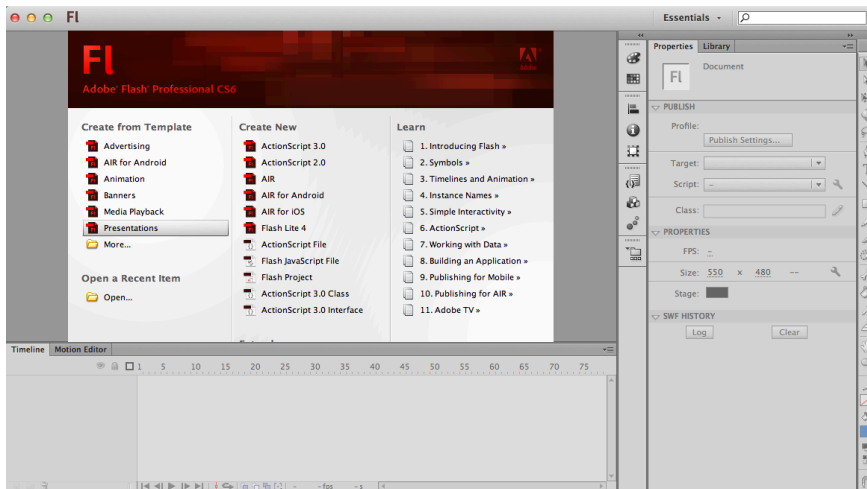 Fl
Essentials
Fl
Adobe® Flash® Professional CS6
Adobe
Create from Template
Advertising
AIR for Android
Animation
Banners
Media Playback
Presentations
More...
Open a Recent Item
Open...
Create New
ActionScript 3.0
ActionScript 2.0
AIR
AIR for Android
AIR for iOS
Flash Lite 4
ActionScript File
Flash JavaScript File
Flash Project
ActionScript 3.0 Class
ActionScript 3.0 Interface
Learn
1. Introducing Flash »
2. Symbols »
3. Timelines and Animation »
4. Instance Names »
5. Simple Interactivity »
6. ActionScript »
7. Working with Data »
8. Building an Application »
9. Publishing for Mobile »
10. Publishing for AIR »
11. Adobe TV »
Properties Library
Fl Document
PUBLISH
Profile:
Publish Settings...
Target:
Script: -
Class:
PROPERTIES
FPS: -
Size: 550 x 480 --
Stage:
SWF HISTORY
Log Clear
Timeline Motion Editor
1 5 10 15 20 25 30 35 40 45 50 55 60 65 70 75
- - fps - s